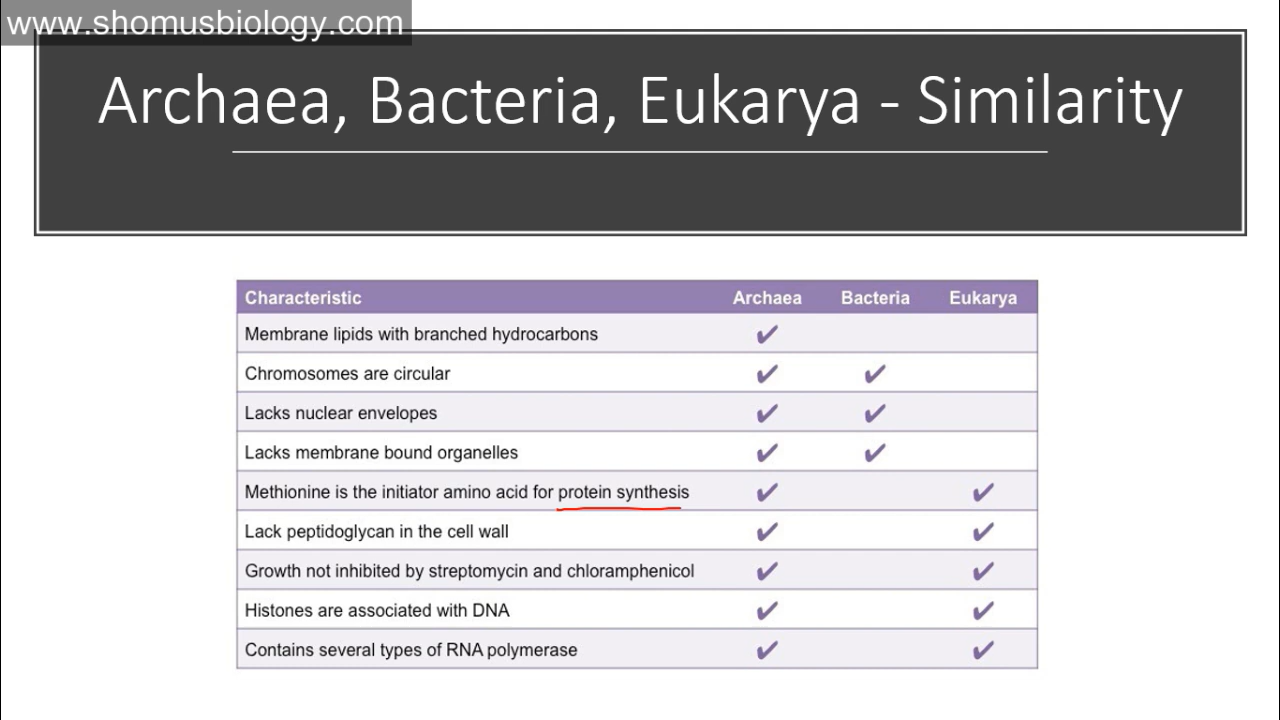 www.shomusbiology.com
Archaea, Bacteria, Eukarya - Similarity
Characteristic Archaea Bacteria Eukarya
Membrane lipids with branched hydrocarbons ✔
Chromosomes are circular ✔ ✔
Lacks nuclear envelopes ✔ ✔
Lacks membrane bound organelles ✔ ✔
Methionine is the initiator amino acid for protein synthesis ✔ ✔
Lack peptidoglycan in the cell wall ✔ ✔
Growth not inhibited by streptomycin and chloramphenicol ✔ ✔
Histones are associated with DNA ✔ ✔
Contains several types of RNA polymerase ✔ ✔